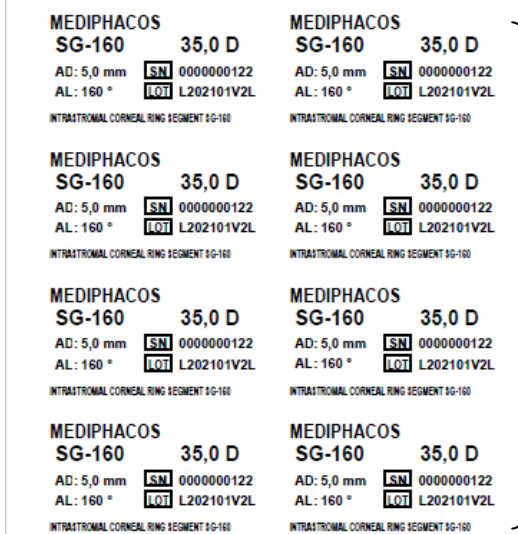 MEDIPHACOS
SG-160 35,0 D
AD: 5,0 mm SN 0000000122
AL: 160 ° LOT L202101V2L
INTRASTROMAL CORNEAL RING SEGMENT SG-160
MEDIPHACOS
SG-160 35,0 D
AD: 5,0 mm SN 0000000122
AL: 160 ° LOT L202101V2L
INTRASTROMAL CORNEAL RING SEGMENT SG-160
MEDIPHACOS
SG-160 35,0 D
AD: 5,0 mm SN 0000000122
AL: 160 ° LOT L202101V2L
INTRASTROMAL CORNEAL RING SEGMENT SG-160
MEDIPHACOS
SG-160 35,0 D
AD: 5,0 mm SN 0000000122
AL: 160 ° LOT L202101V2L
INTRASTROMAL CORNEAL RING SEGMENT SG-160
MEDIPHACOS
SG-160 35,0 D
AD: 5,0 mm SN 0000000122
AL: 160 ° LOT L202101V2L
INTRASTROMAL CORNEAL RING SEGMENT SG-160
MEDIPHACOS
SG-160 35,0 D
AD: 5,0 mm SN 0000000122
AL: 160 ° LOT L202101V2L
INTRASTROMAL CORNEAL RING SEGMENT SG-160
MEDIPHACOS
SG-160 35,0 D
AD: 5,0 mm SN 0000000122
AL: 160 ° LOT L202101V2L
INTRASTROMAL CORNEAL RING SEGMENT SG-160
MEDIPHACOS
SG-160 35,0 D
AD: 5,0 mm SN 0000000122
AL: 160 ° LOT L202101V2L
INTRASTROMAL CORNEAL RING SEGMENT SG-160